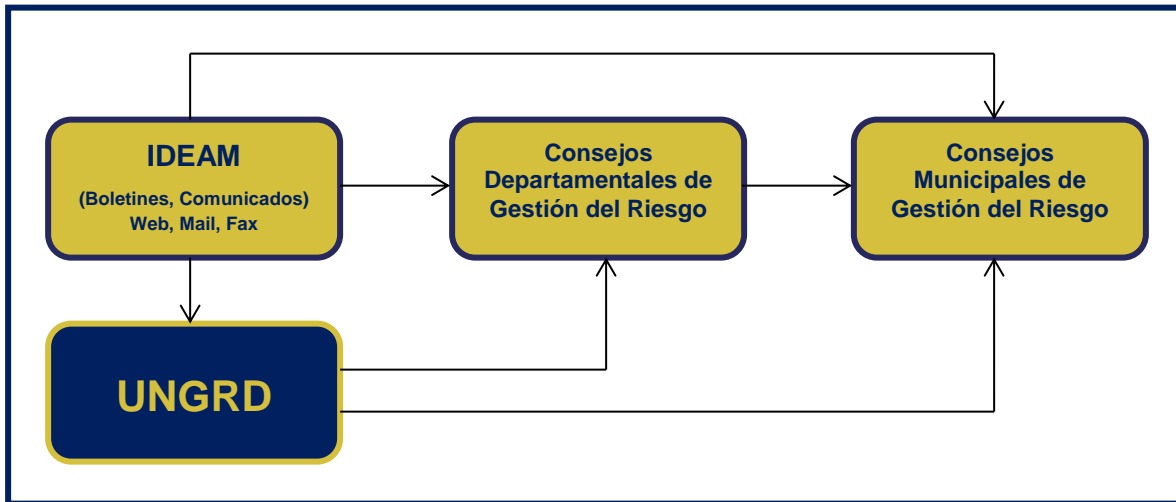 IDEAM
(Boletines, Comunicados)
Web, Mail, Fax
Consejos
Departamentales de
Gestión del Riesgo
Consejos
Municipales de
Gestión del Riesgo
UNGRD